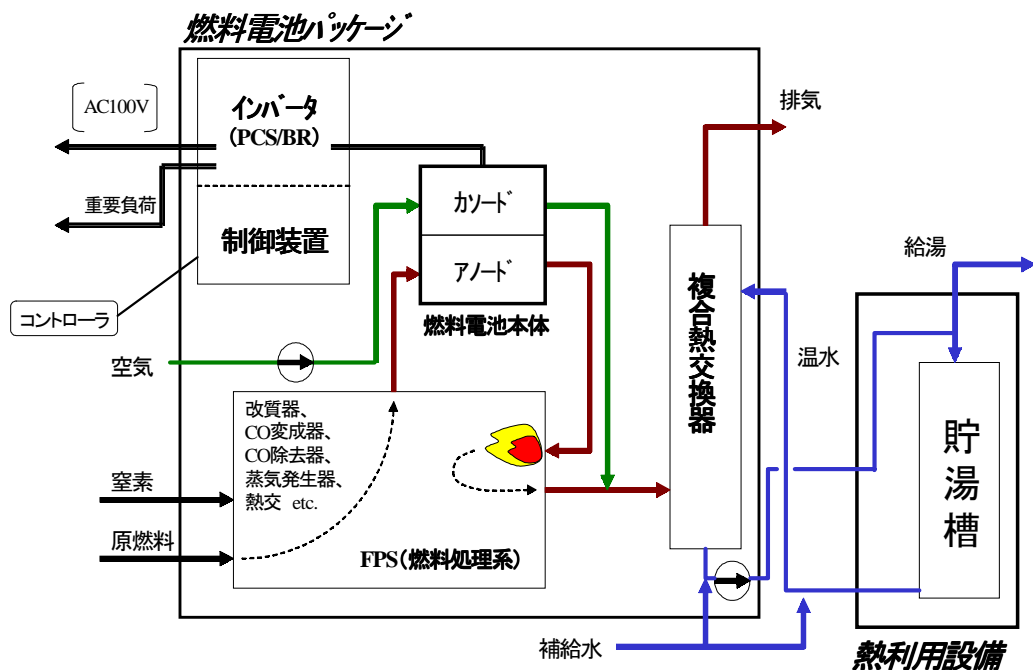 燃料電池パッケージ
AC100V
インバータ
(PCS/BR)
排気
重要負荷
カソード
制御装置
アノード
給湯
コントローラ
燃料電池本体
複合熱交換器
温水
空気
改質器、
CO変成器、
CO除去器、
蒸気発生器、
熱交 etc.
貯湯槽
窒素
原燃料
FPS(燃料処理系)
補給水
熱利用設備